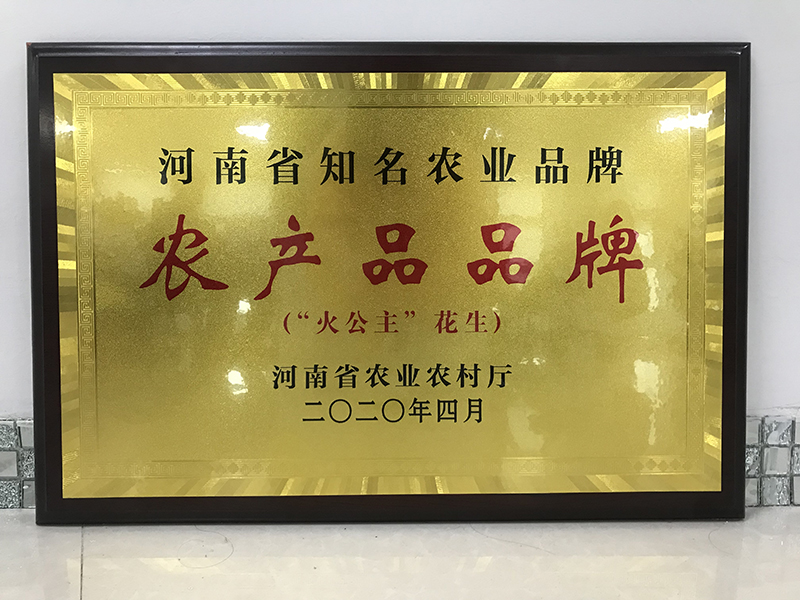 河南省知名农业品牌
农产品品牌
(“火公主”花生)
河南省农业农村厅
二〇二〇年四月